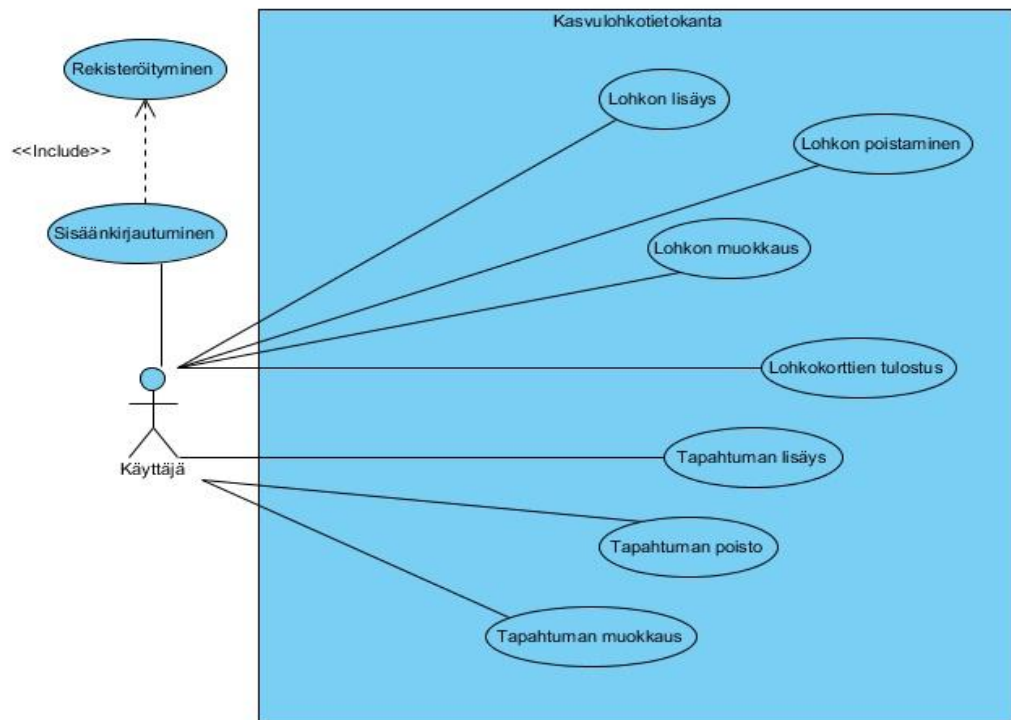 Kasvulohkotietokanta
Rekisteröityminen
<<Include>>
Sisäänkirjautuminen
Käyttäjä
Lohkon lisäys
Lohkon poistaminen
Lohkon muokkaus
Lohkokorttien tulostus
Tapahtuman lisäys
Tapahtuman poisto
Tapahtuman muokkaus